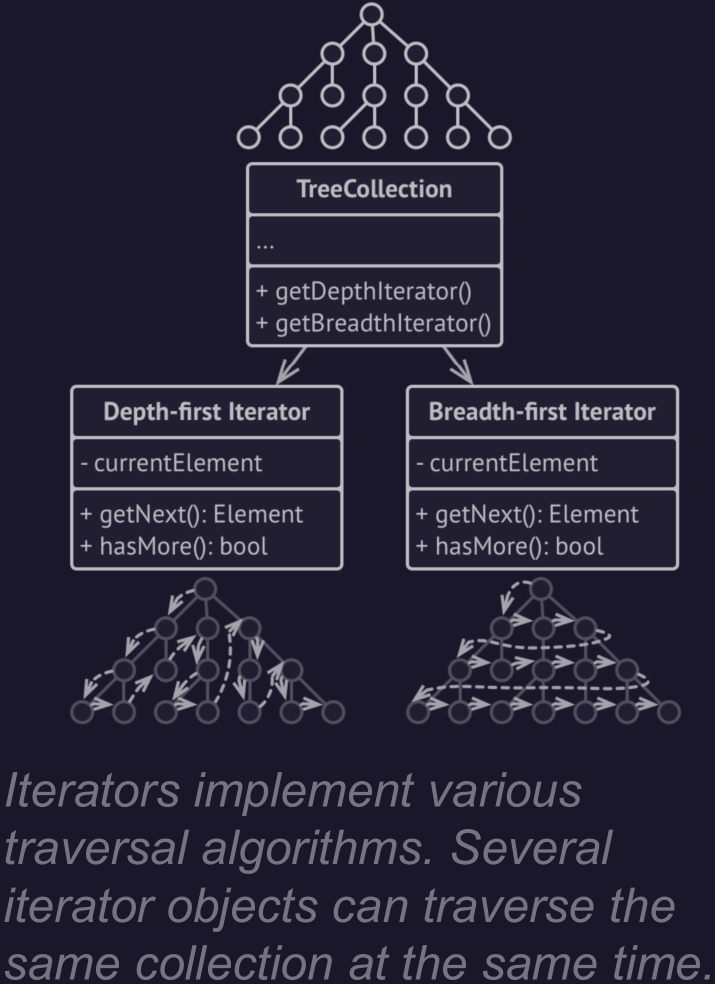 TreeCollection
...
+ getDepthIterator()
+ getBreadthIterator()
Depth-first Iterator
- currentElement
+ getNext(): Element
+ hasMore(): bool
Breadth-first Iterator
- currentElement
+ getNext(): Element
+ hasMore(): bool
Iterators implement various
traversal algorithms. Several
iterator objects can traverse the
same collection at the same time.